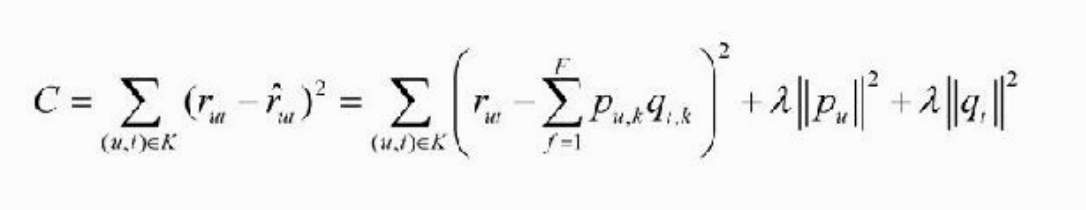 C = ∑_{(u,i)∈K} (r_{ui} − r̂_{ui})² = ∑_{(u,i)∈K} ( r_{ui} − ∑_{f=1}^{F} p_{u,k} q_{i,k} )² + λ‖p_u‖² + λ‖q_i‖²